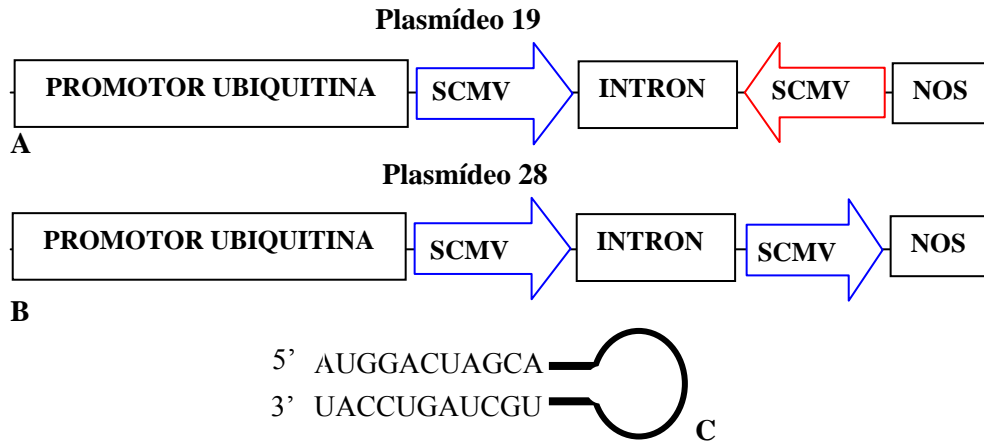 Plasmídeo 19
PROMOTOR UBIQUITINA SCMV INTRON SCMV NOS
A
Plasmídeo 28
PROMOTOR UBIQUITINA SCMV INTRON SCMV NOS
B
5’ AUGGACUAGCA
3’ UACCUGAUCGU
C